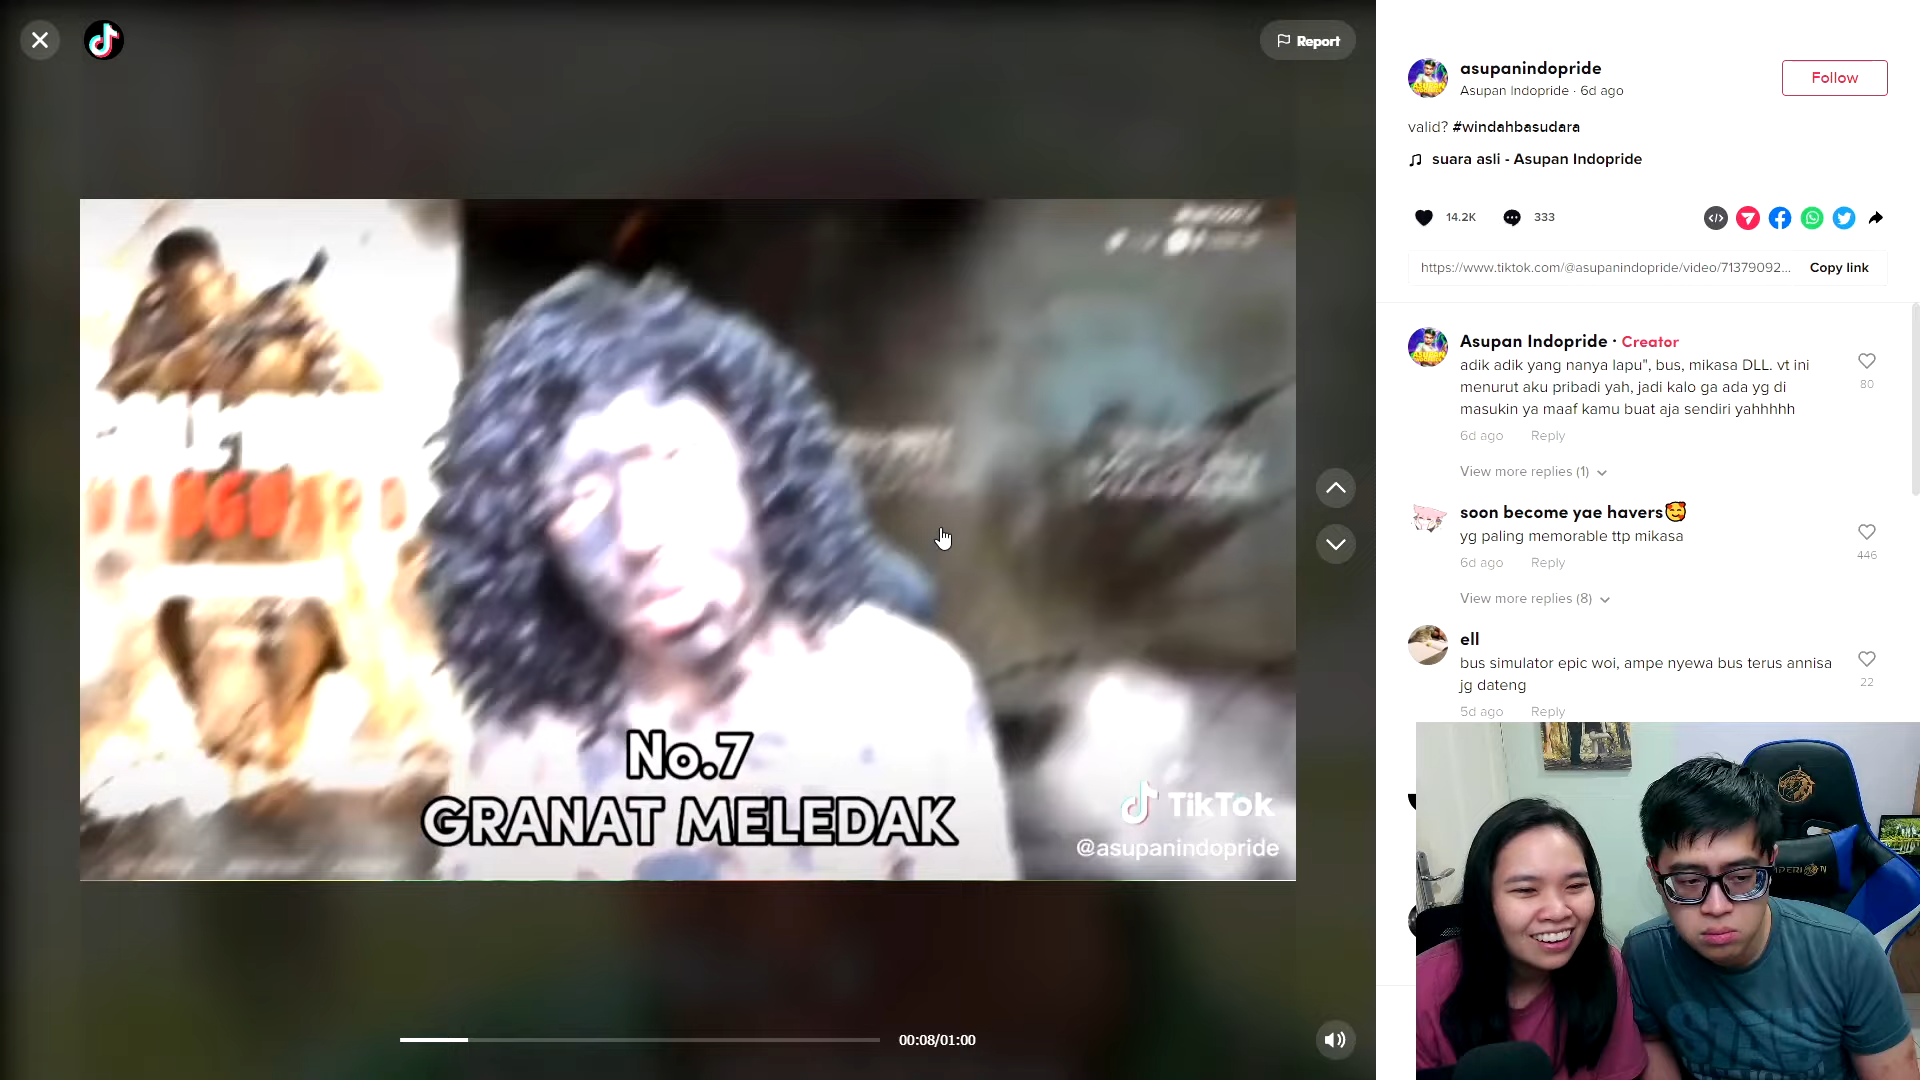 Report
No.7
GRANAT MELEDAK
TikTok
@asupanindopride
00:08/01:00
asupanindopride
Asupan Indopride · 6d ago
Follow
valid? #windahbasudara
suara asli - Asupan Indopride
14.2K
333
https://www.tiktok.com/@asupanindopride/video/71379092...
Copy link
Asupan Indopride · Creator
adik adik yang nanya lapu", bus, mikasa DLL. vt ini
menurut aku pribadi yah, jadi kalo ga ada yg di
masukin ya maaf kamu buat aja sendiri yahhhhh
80
6d ago Reply
View more replies (1)
soon become yae havers🥰
yg paling memorable ttp mikasa
446
6d ago Reply
View more replies (8)
ell
bus simulator epic woi, ampe nyewa bus terus annisa
jg dateng
22
5d ago Reply